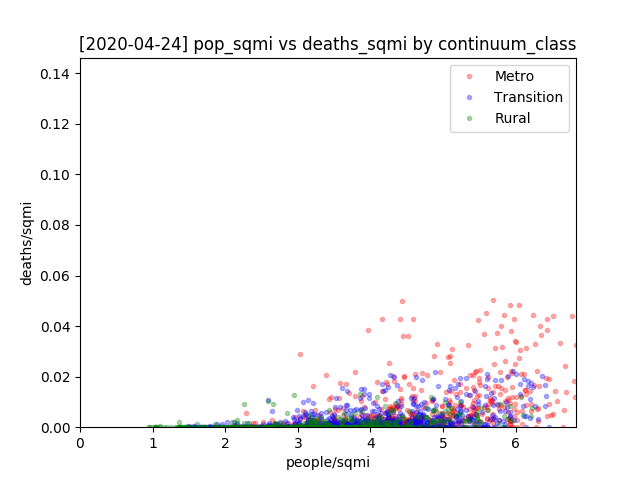 [2020-04-24] pop_sqmi vs deaths_sqmi by continuum_class
0.14
0.12
0.10
0.08
0.06
0.04
0.02
0.00
deaths/sqmi
Metro
Transition
Rural
0 1 2 3 4 5 6
people/sqmi